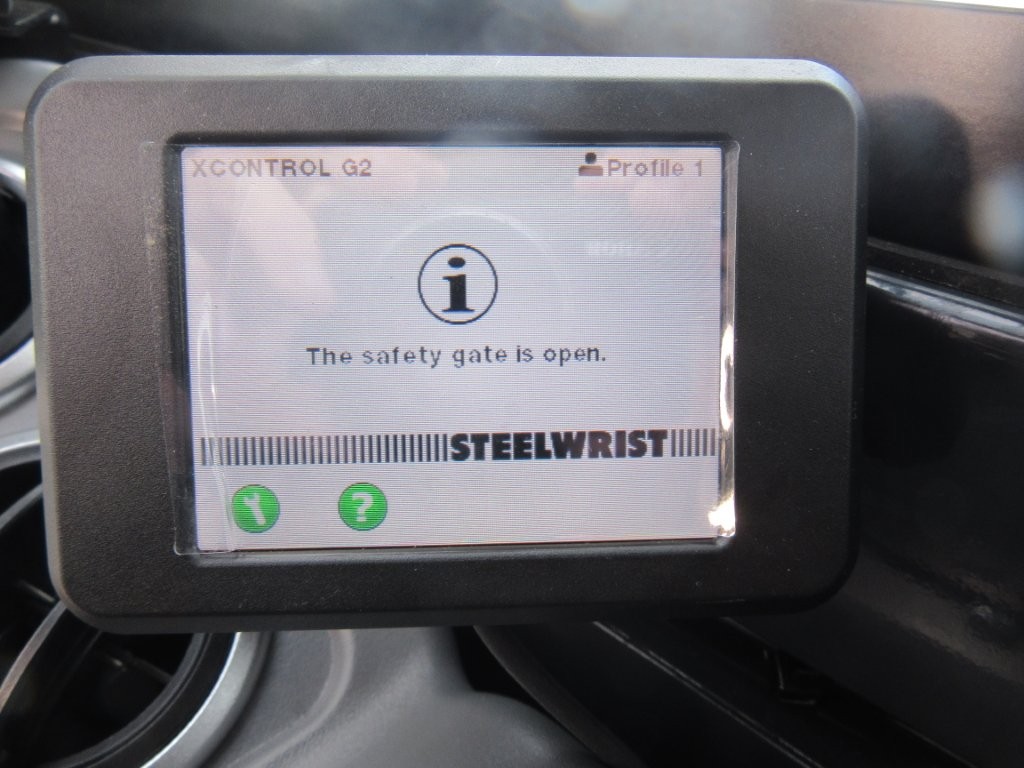 XCONTROL G2
Profile 1
The safety gate is open.
STEELWRIST